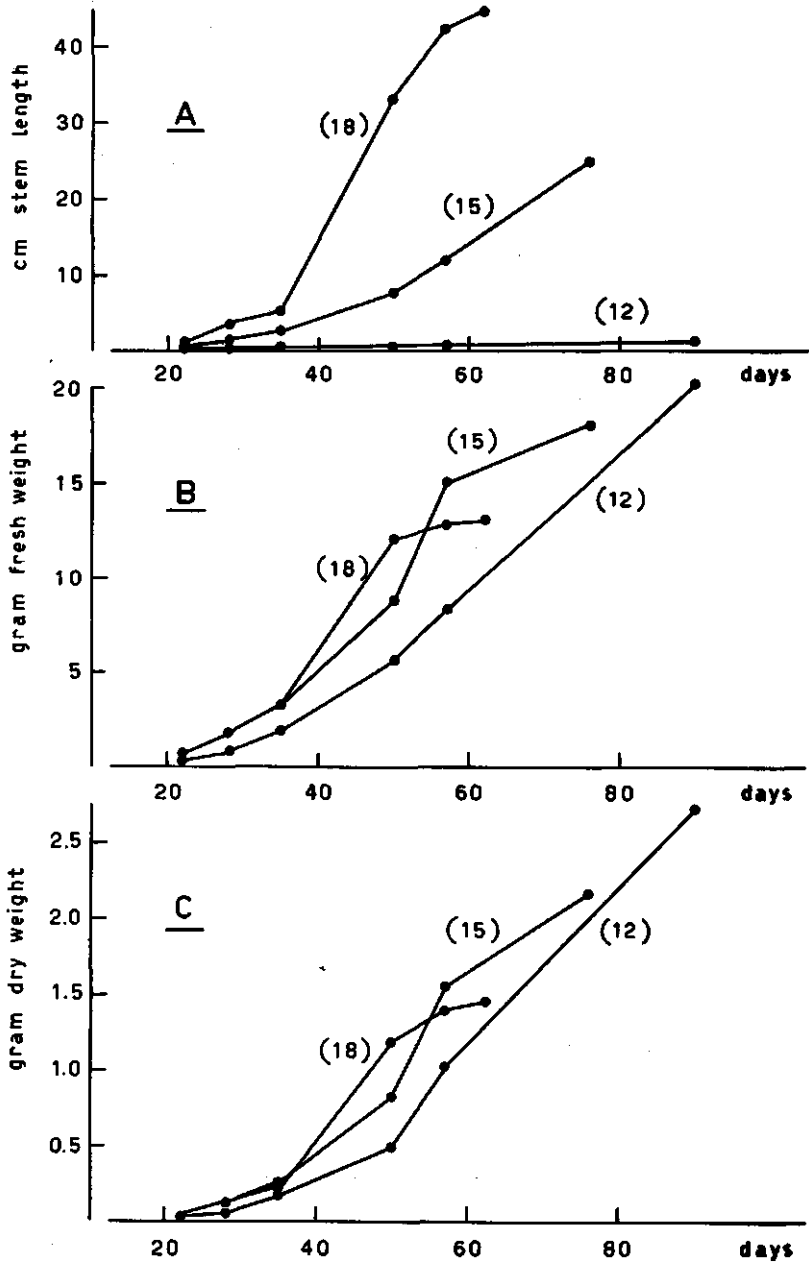 cm stem length
40
30
20
10
A
(18)
(15)
(12)
20 40 60 80 days
gram fresh weight
20
15
10
5
B
(15)
(12)
(18)
20 40 60 80 days
gram dry weight
2.5
2.0
1.5
1.0
0.5
C
(15)
(12)
(18)
20 40 60 80 days